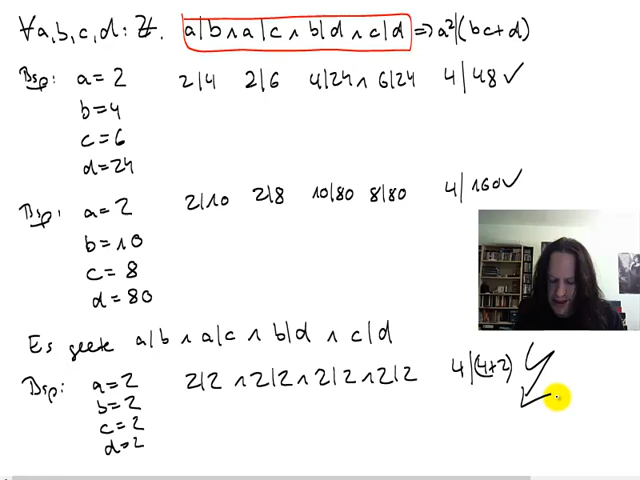 ∀a,b,c,d:ℤ. a|b ∧ a|c ∧ b|d ∧ c|d ⇒ a²|(bc+d)
Bsp: a=2 2|4 2|6 4|24 ∧ 6|24 4|48 ✓
b=4
c=6
d=24
Bsp: a=2 2|10 2|8 10|80 8|80 4|160 ✓
b=10
c=8
d=80
Es geete a|b ∧ a|c ∧ b|d ∧ c|d
Bsp: a=2 2|2 ∧ 2|2 ∧ 2|2 ∧ 2|2 4|(4+2) ↯
b=2
c=2
d=2